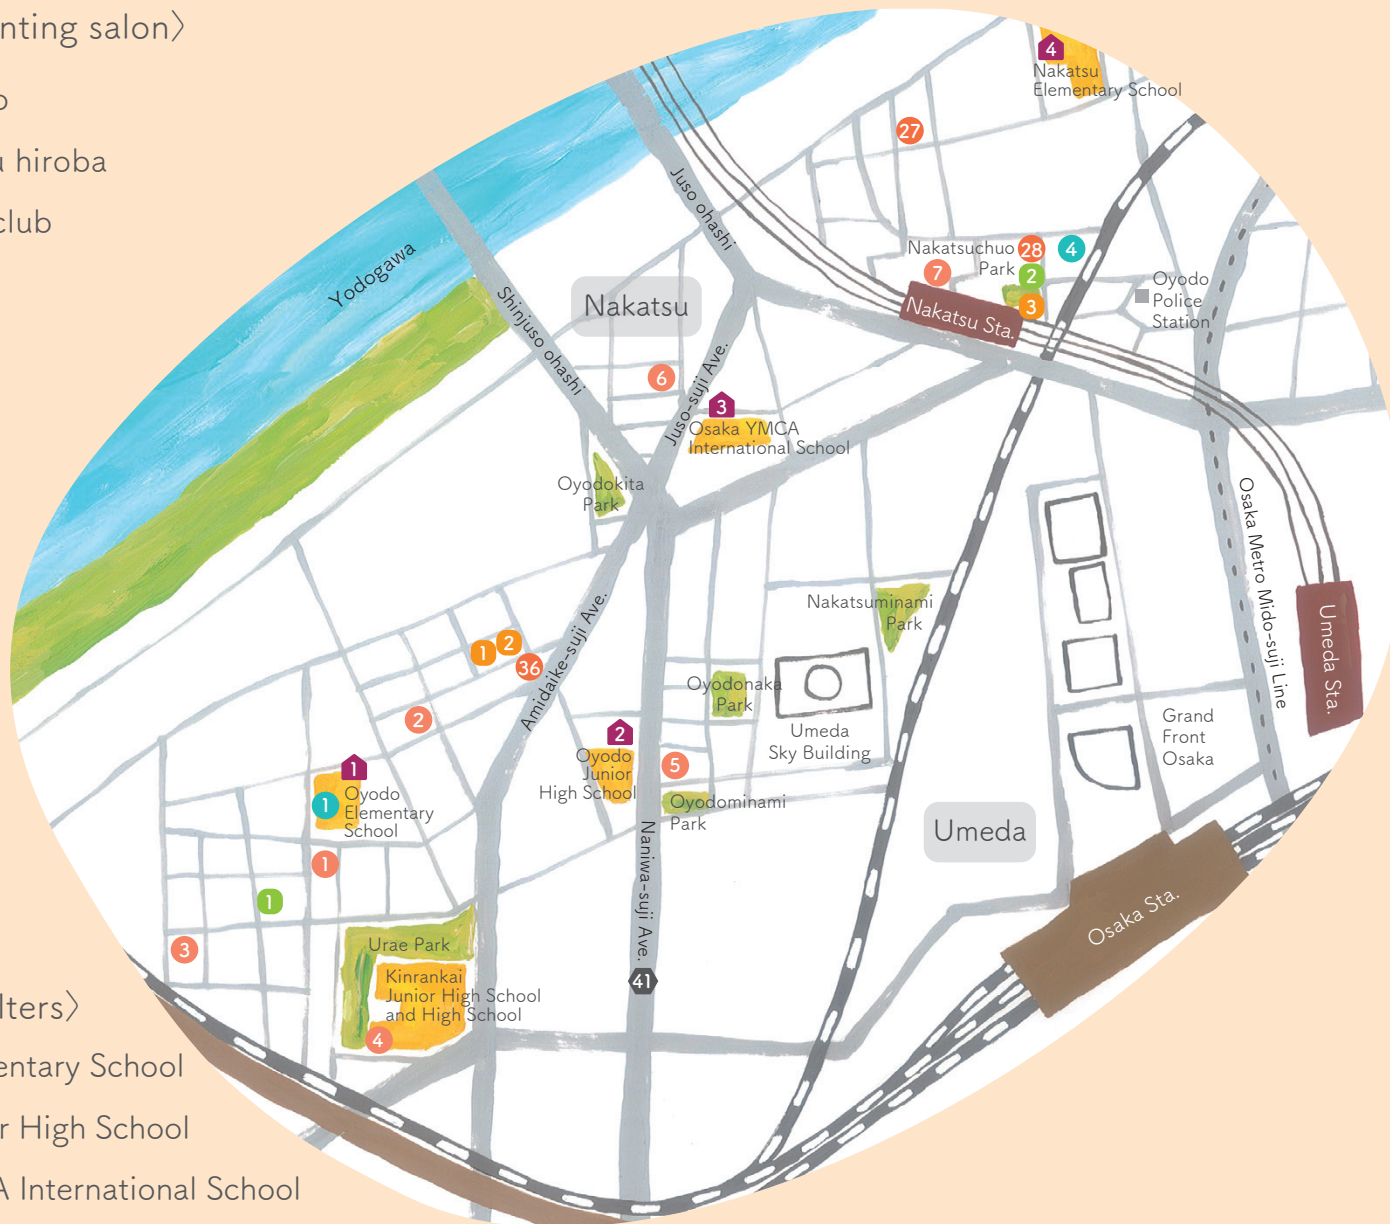 nting salon〉
o
u hiroba
club
4
Nakatsu
Elementary School
27
Juso ohashi
Yodogawa
Nakatsuchuo
Park
28
4
7
2
3
Oyodo
Police
Station
Nakatsu Sta.
Nakatsu
Shinjuso ohashi
6
Juso-suji Ave.
3
Osaka YMCA
International School
Oyodokita
Park
Osaka Metro Mido-suji Line
Nakatsuminami
Park
Umeda Sta.
1
2
36
Amidaike-suji Ave.
Oyodonaka
Park
2
Umeda
Sky Building
Grand
Front
Osaka
2
Oyodo
Junior
High School
5
1
1
Oyodo
Elementary
School
Oyodominami
Park
Umeda
1
Naniwa-suji Ave.
1
Osaka Sta.
3
Urae Park
Kinrankai
Junior High School
and High School
41
4
lters〉
entary School
r High School
A International School